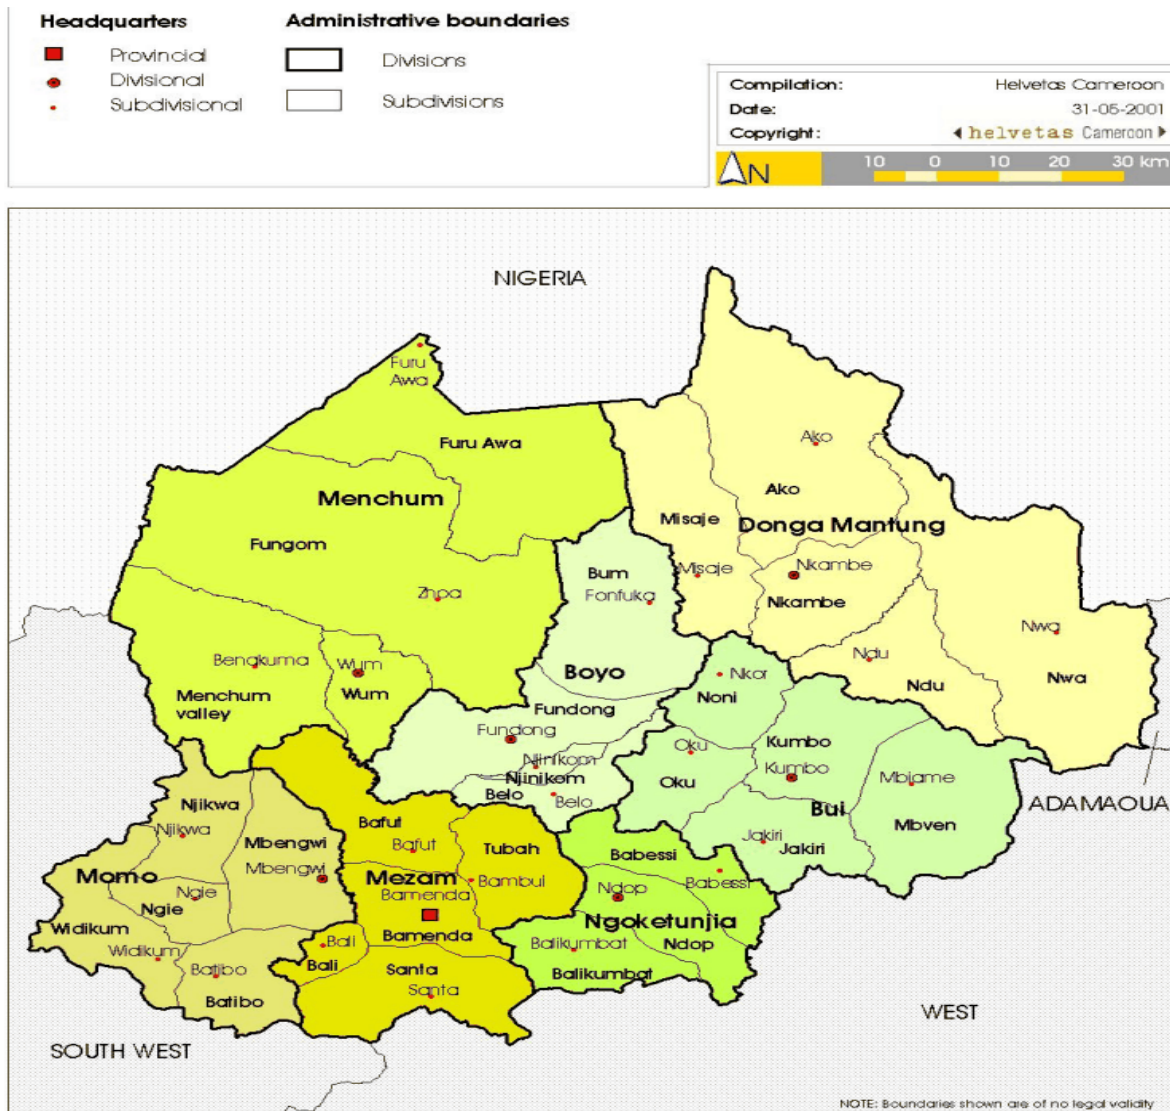 Headquarters
Provincial
Divisional
Subdivisional
Administrative boundaries
Divisions
Subdivisions
Compilation: Helvetas Cameroon
Date: 31-05-2001
Copyright: helvetas Cameroon
N
10 0 10 20 30 km
NIGERIA
Furu
Awa
Furu Awa
Ako
Menchum
Ako
Misaje
Donga Mantung
Fungom
Misaje
Nkambe
Bum
Fonfuka
Nkambe
Zhpa
Nwa
Bengkuma
Wum
Ndu
Boyo
Nkor
Nwa
Menchum
valley
Wum
Noni
Ndu
Fundong
Fundong
Oku
Kumbo
Njinikom
Njinikom
Oku
Kumbo
Mbiame
Belo
Belo
ADAMAOUA
Njikwa
Bui
Bafut
Mbven
Njikwa
Mbengwi
Bafut
Tubah
Jakiri
Jakiri
Babessi
Mbengwi
Momo
Mezam
Bambui
Babessi
Ngie
Bamenda
Ndop
Ngie
Widikum
Bamenda
Ngoketunjia
Widikum
Bali
Balikumbat
Ndop
Bali
Batibo
Santa
Balikumbat
Santa
Batibo
WEST
SOUTH WEST
NOTE: Boundaries shown are of no legal validity